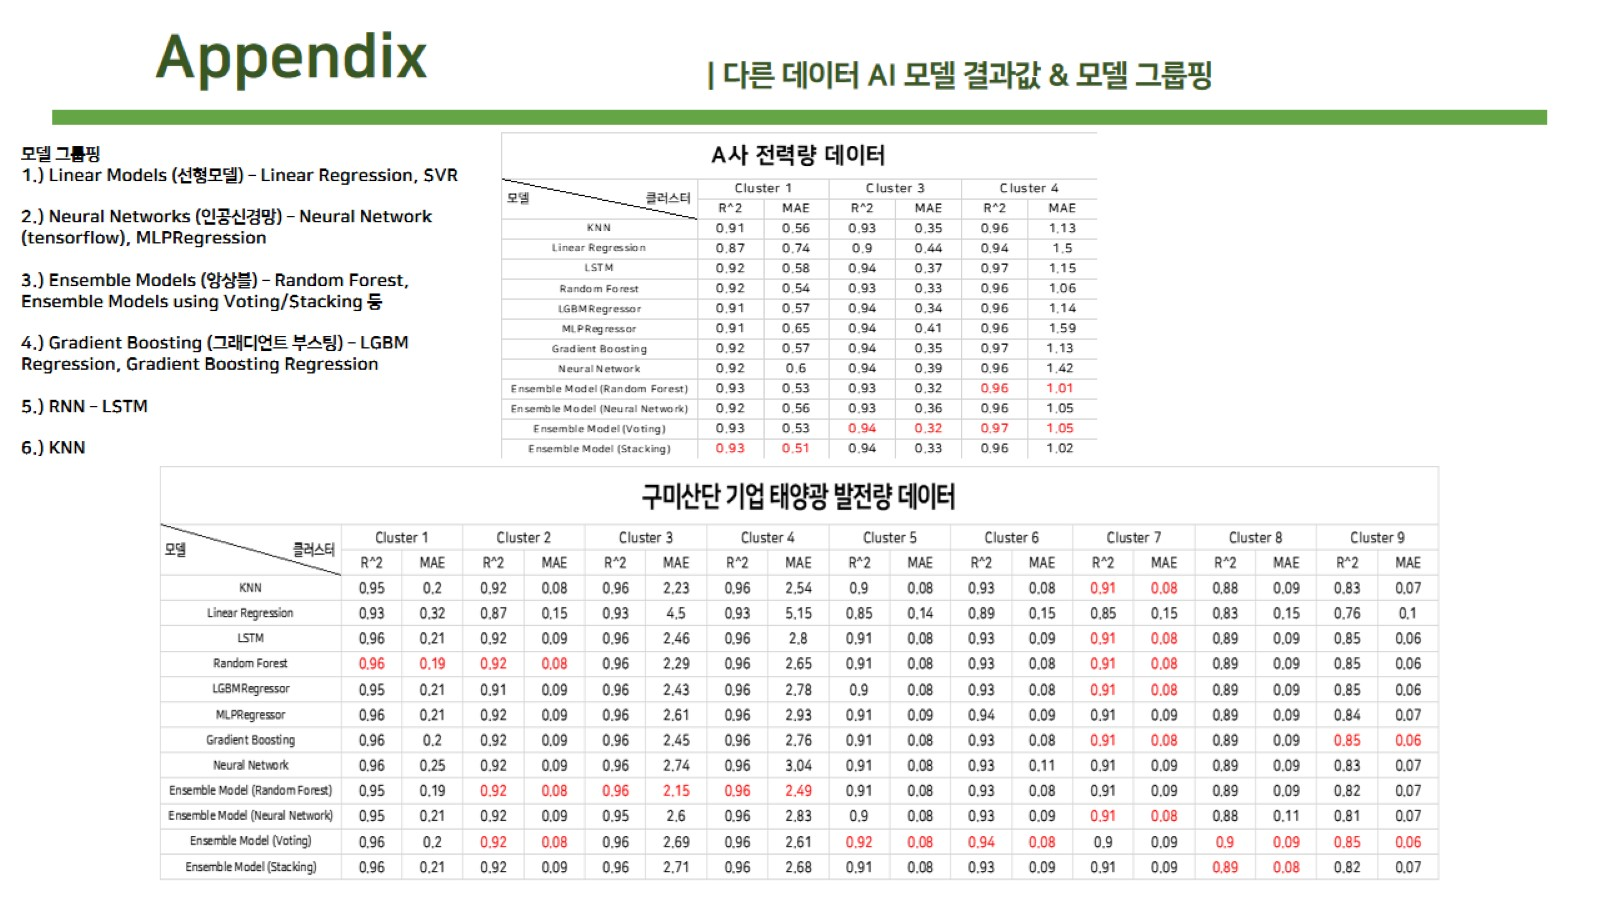 Appendix
| 다른 데이터 AI 모델 결과값 & 모델 그룹핑
모델 그룹핑
1.) Linear Models (선형모델) – Linear Regression, SVR
2.) Neural Networks (인공신경망) – Neural Network
(tensorflow), MLPRegression
3.) Ensemble Models (앙상블) – Random Forest,
Ensemble Models using Voting/Stacking 등
4.) Gradient Boosting (그래디언트 부스팅) – LGBM
Regression, Gradient Boosting Regression
5.) RNN – LSTM
6.) KNN
A사 전력량 데이터
모델 클러스터 Cluster 1 Cluster 3 Cluster 4
R^2 MAE R^2 MAE R^2 MAE
KNN 0.91 0.56 0.93 0.35 0.96 1.13
Linear Regression 0.87 0.74 0.9 0.44 0.94 1.5
LSTM 0.92 0.58 0.94 0.37 0.97 1.15
Random Forest 0.92 0.54 0.93 0.33 0.96 1.06
LGBMRegressor 0.91 0.57 0.94 0.34 0.96 1.14
MLPRegressor 0.91 0.65 0.94 0.41 0.96 1.59
Gradient Boosting 0.92 0.57 0.94 0.35 0.97 1.13
Neural Network 0.92 0.6 0.94 0.39 0.96 1.42
Ensemble Model (Random Forest) 0.93 0.53 0.93 0.32 0.96 1.01
Ensemble Model (Neural Network) 0.92 0.56 0.93 0.36 0.96 1.05
Ensemble Model (Voting) 0.93 0.53 0.94 0.32 0.97 1.05
Ensemble Model (Stacking) 0.93 0.51 0.94 0.33 0.96 1.02
구미산단 기업 태양광 발전량 데이터
모델 클러스터 Cluster 1 Cluster 2 Cluster 3 Cluster 4 Cluster 5 Cluster 6 Cluster 7 Cluster 8 Cluster 9
R^2 MAE R^2 MAE R^2 MAE R^2 MAE R^2 MAE R^2 MAE R^2 MAE R^2 MAE R^2 MAE
KNN 0.95 0.2 0.92 0.08 0.96 2.23 0.96 2.54 0.9 0.08 0.93 0.08 0.91 0.08 0.88 0.09 0.83 0.07
Linear Regression 0.93 0.32 0.87 0.15 0.93 4.5 0.93 5.15 0.85 0.14 0.89 0.15 0.85 0.15 0.83 0.15 0.76 0.1
LSTM 0.96 0.21 0.92 0.09 0.96 2.46 0.96 2.8 0.91 0.08 0.93 0.09 0.91 0.08 0.89 0.09 0.85 0.06
Random Forest 0.96 0.19 0.92 0.08 0.96 2.29 0.96 2.65 0.91 0.08 0.93 0.08 0.91 0.08 0.89 0.09 0.85 0.06
LGBMRegressor 0.95 0.21 0.91 0.09 0.96 2.43 0.96 2.78 0.9 0.08 0.93 0.08 0.91 0.08 0.89 0.09 0.85 0.06
MLPRegressor 0.96 0.21 0.92 0.09 0.96 2.61 0.96 2.93 0.91 0.09 0.94 0.09 0.91 0.09 0.89 0.09 0.84 0.07
Gradient Boosting 0.96 0.2 0.92 0.09 0.96 2.45 0.96 2.76 0.91 0.08 0.93 0.08 0.91 0.08 0.89 0.09 0.85 0.06
Neural Network 0.96 0.25 0.92 0.09 0.96 2.74 0.96 3.04 0.91 0.08 0.93 0.11 0.91 0.09 0.89 0.09 0.83 0.07
Ensemble Model (Random Forest) 0.95 0.19 0.92 0.08 0.96 2.15 0.96 2.49 0.91 0.08 0.93 0.08 0.91 0.09 0.89 0.09 0.82 0.07
Ensemble Model (Neural Network) 0.95 0.21 0.92 0.09 0.95 2.6 0.96 2.83 0.9 0.08 0.93 0.09 0.91 0.08 0.88 0.11 0.81 0.07
Ensemble Model (Voting) 0.96 0.2 0.92 0.08 0.96 2.69 0.96 2.61 0.92 0.08 0.94 0.08 0.9 0.09 0.9 0.09 0.85 0.06
Ensemble Model (Stacking) 0.96 0.21 0.92 0.09 0.96 2.71 0.96 2.68 0.91 0.08 0.93 0.09 0.91 0.09 0.89 0.08 0.82 0.07